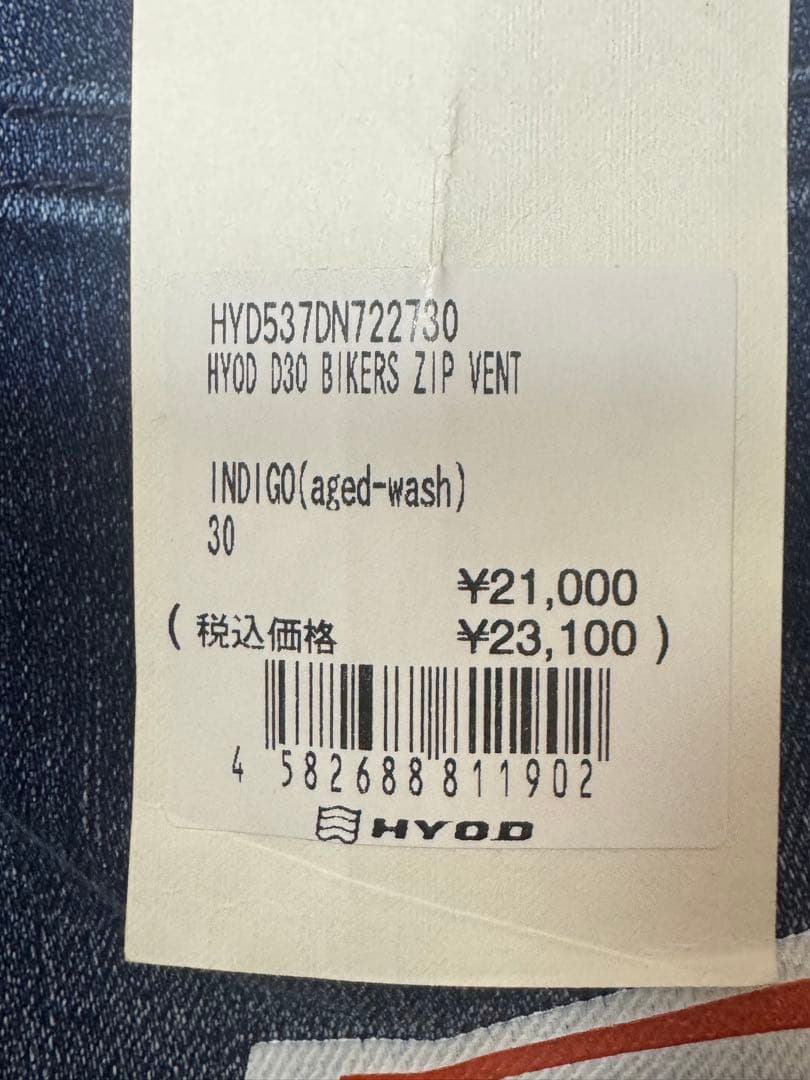 HYD537DN722730
HYOD D30 BIKERS ZIP VENT
INDIGO(aged-wash)
30
¥21,000
( 税込価格 ¥23,100 )
4 582688 811902
HYOD